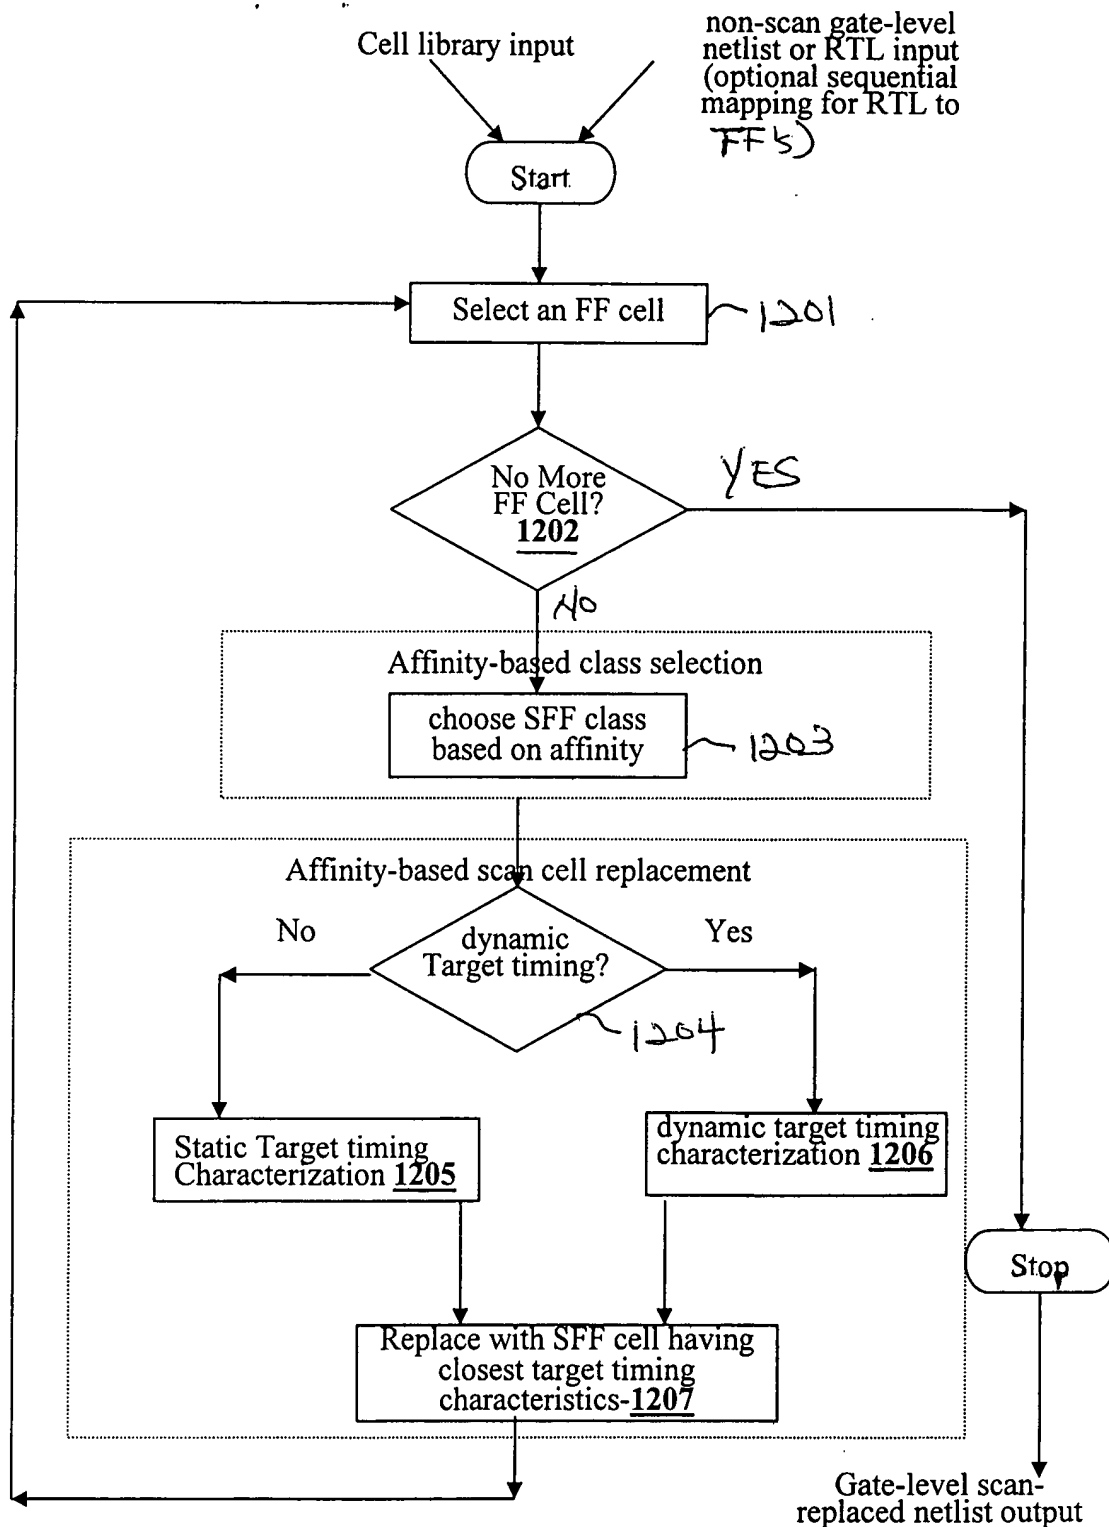 Cell library input
non-scan gate-level
netlist or RTL input
(optional sequential
mapping for RTL to
FF's)
Start
Select an FF cell
1201
No More
FF Cell?
1202
YES
NO
Affinity-based class selection
choose SFF class
based on affinity
1203
Affinity-based scan cell replacement
No
dynamic
Target timing?
Yes
1204
Static Target timing
Characterization 1205
dynamic target timing
characterization 1206
Stop
Replace with SFF cell having
closest target timing
characteristics-1207
Gate-level scan-
replaced netlist output